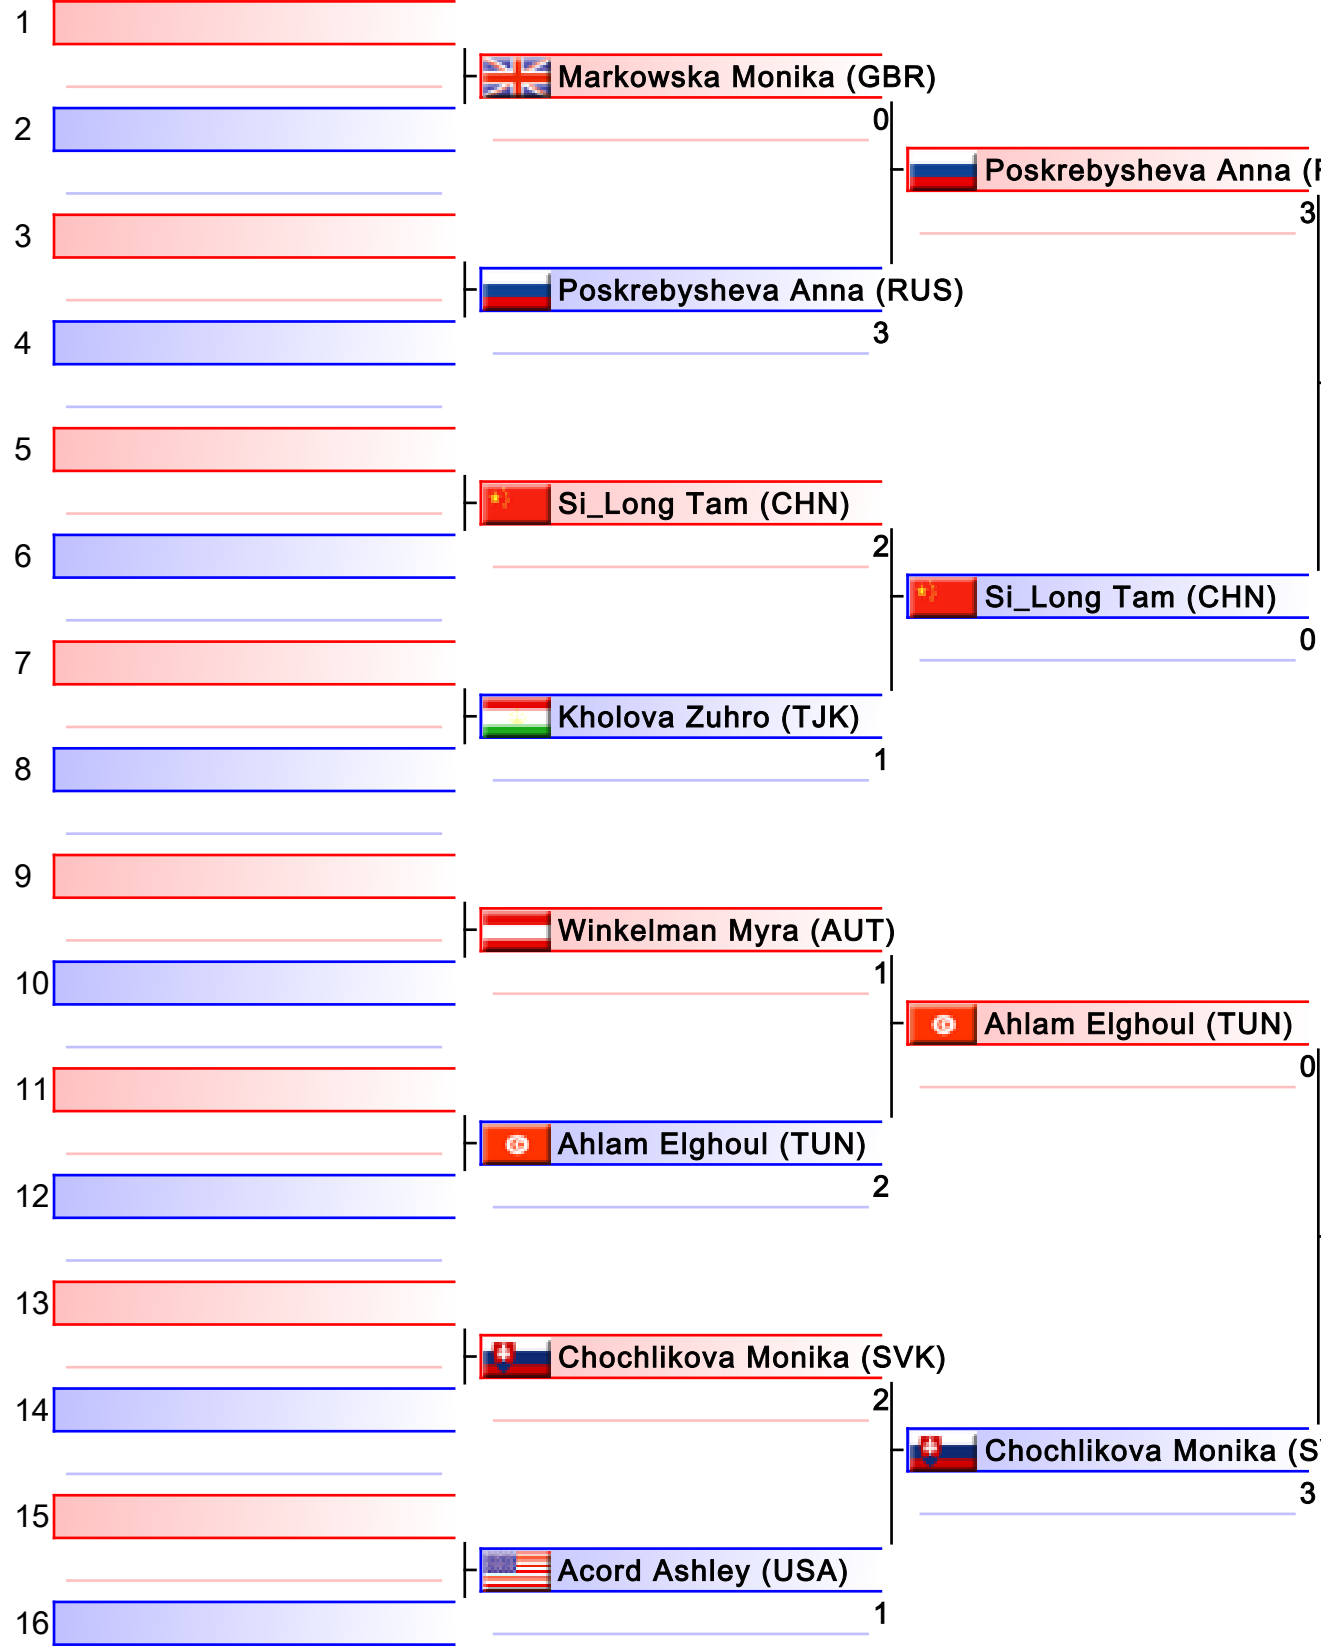 1
Markowska Monika (GBR)
0
2
Poskrebysheva Anna (
3
3
Poskrebysheva Anna (RUS)
3
4
5
Si_Long Tam (CHN)
2
6
Si_Long Tam (CHN)
0
7
Kholova Zuhro (TJK)
1
8
9
Winkelman Myra (AUT)
1
10
Ahlam Elghoul (TUN)
0
11
Ahlam Elghoul (TUN)
2
12
13
Chochlikova Monika (SVK)
2
14
Chochlikova Monika (S
3
15
Acord Ashley (USA)
1
16